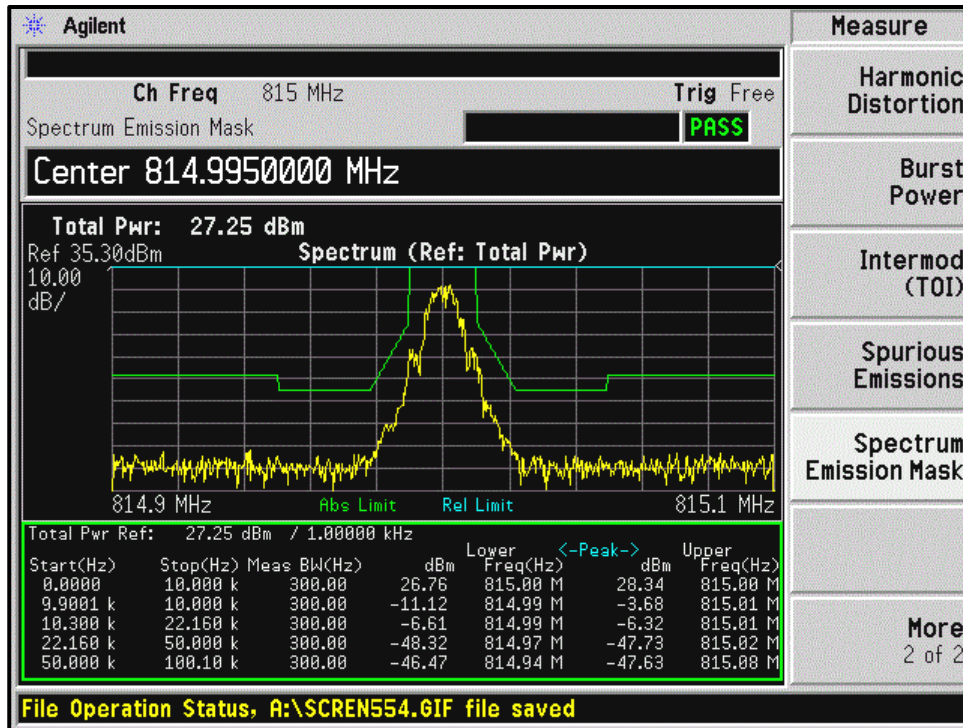 Agilent
Measure
Ch Freq 815 MHz Trig Free
Spectrum Emission Mask PASS
Center 814.9950000 MHz
Total Pwr: 27.25 dBm
Ref 35.30dBm Spectrum (Ref: Total Pwr)
10.00
dB/
814.9 MHz Abs Limit Rel Limit 815.1 MHz
Total Pwr Ref: 27.25 dBm / 1.00000 kHz
Lower <-Peak-> Upper
Start(Hz) Stop(Hz) Meas BW(Hz) dBm Freq(Hz) dBm Freq(Hz)
0.0000 10.000 k 300.00 26.76 815.00 M 28.34 815.00 M
9.9001 k 10.000 k 300.00 -11.12 814.99 M -3.68 815.01 M
10.300 k 22.160 k 300.00 -6.61 814.99 M -6.32 815.01 M
22.160 k 50.000 k 300.00 -48.32 814.97 M -47.73 815.02 M
50.000 k 100.10 k 300.00 -46.47 814.94 M -47.63 815.08 M
File Operation Status, A:\SCREN554.GIF file saved
Harmonic
Distortion
Burst
Power
Intermod
(TOI)
Spurious
Emissions
Spectrum
Emission Mask
More
2 of 2